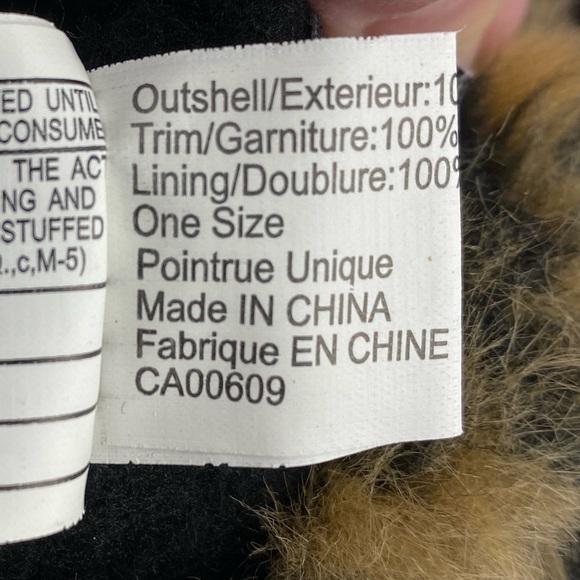 ED UNTIL
CONSUME
THE ACT
NG AND
STUFFED
.,c,M-5)
Outshell/Exterieur:10
Trim/Garniture:100%
Lining/Doublure:100%
One Size
Pointrue Unique
Made IN CHINA
Fabrique EN CHINE
CA00609